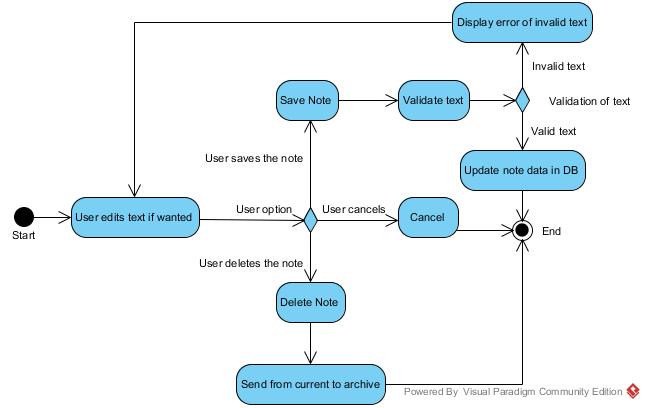 Display error of invalid text
Invalid text
Save Note
Validate text
Validation of text
Valid text
User saves the note
Update note data in DB
User edits text if wanted
User option
User cancels
Cancel
Start
End
User deletes the note
Delete Note
Send from current to archive
Powered By Visual Paradigm Community Edition